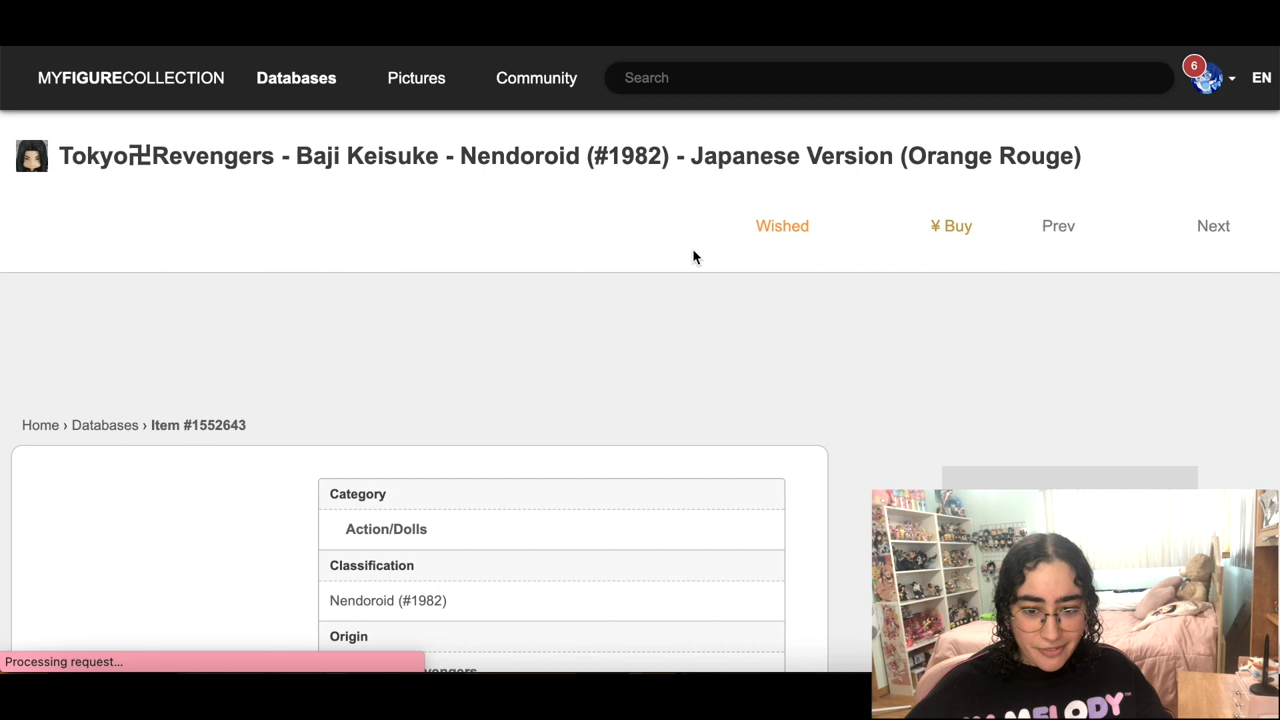 MYFIGURECOLLECTION Databases Pictures Community Search 6 EN
Tokyo卍Revengers - Baji Keisuke - Nendoroid (#1982) - Japanese Version (Orange Rouge)
Wished ¥ Buy Prev Next
Home › Databases › Item #1552643
Category
Action/Dolls
Classification
Nendoroid (#1982)
Origin
Processing request...
MELODY™